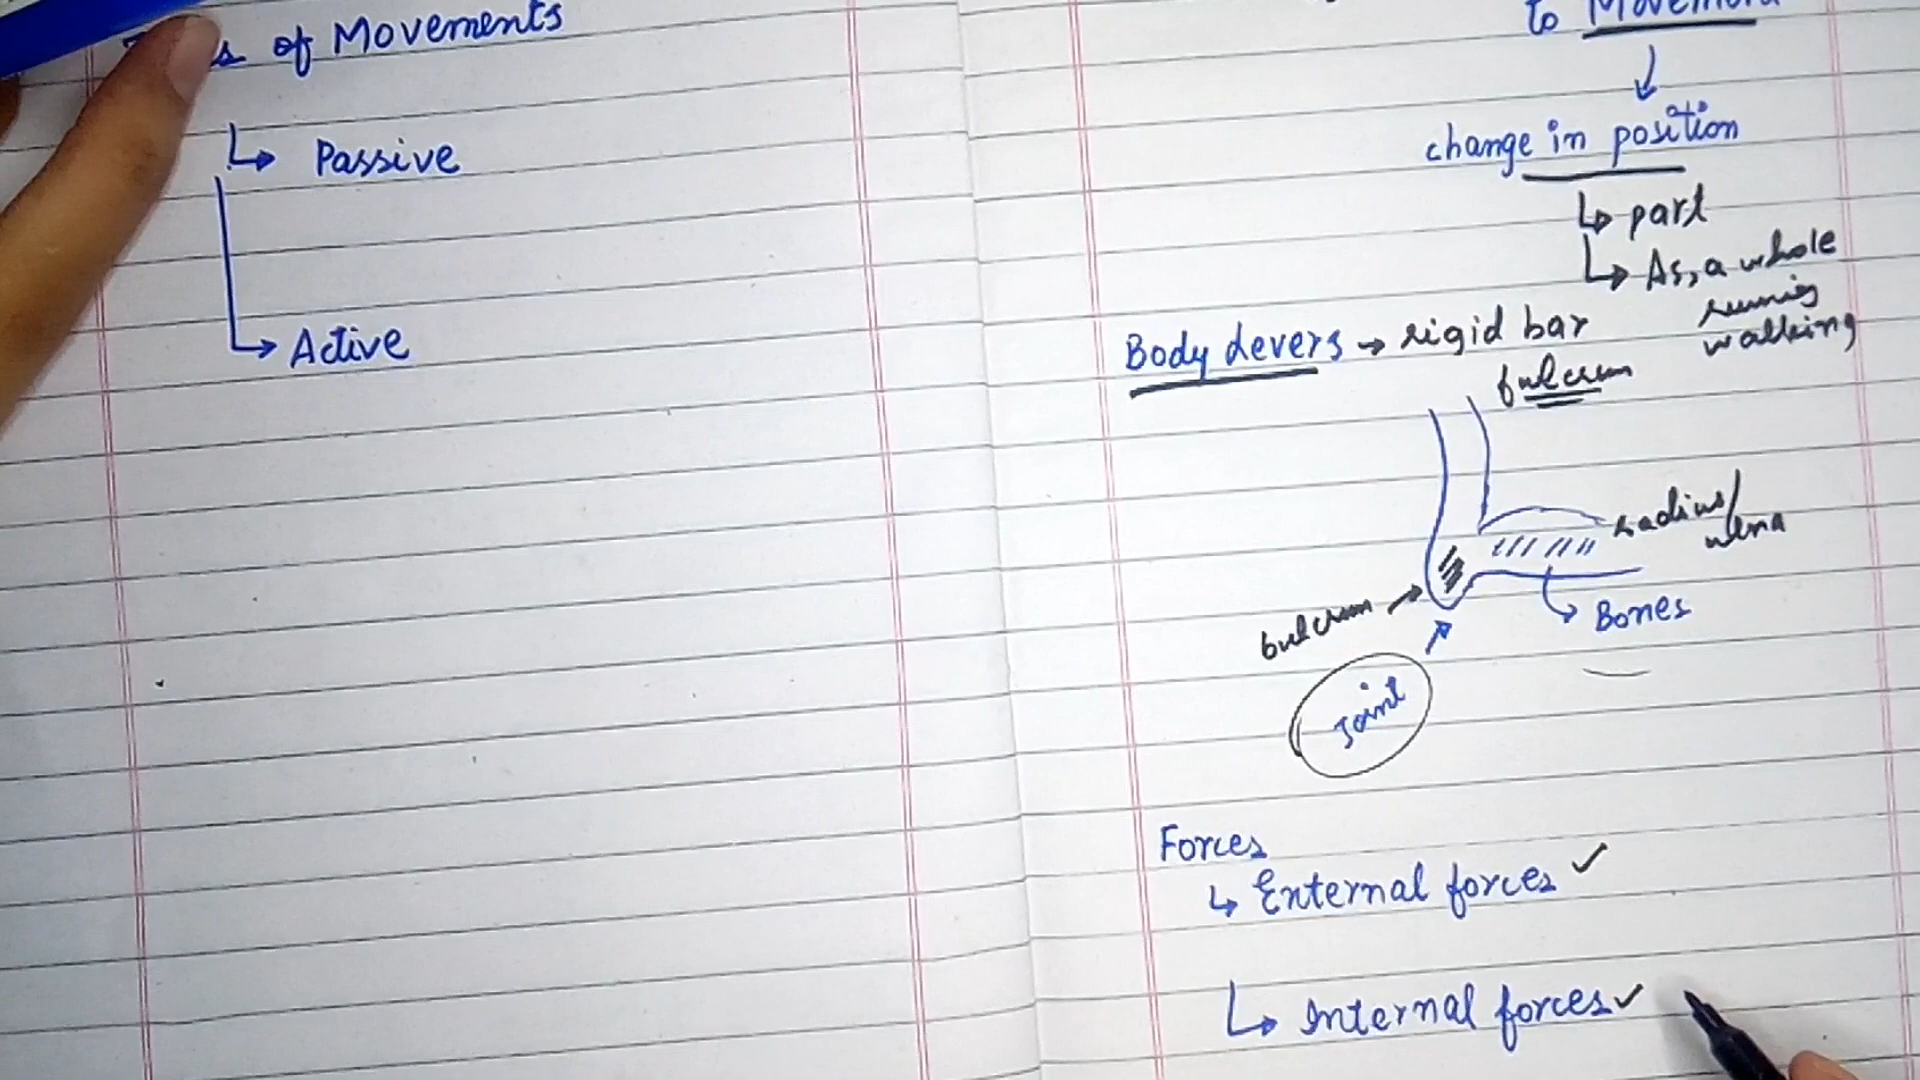 of Movements
Passive
Active
to Movement
change in position
part
As, a whole
walking
Body Levers → rigid bar
fulcrum
radius/
ulna
fulcrum
Bones
Joint
Forces
External forces ✓
Internal forces ✓